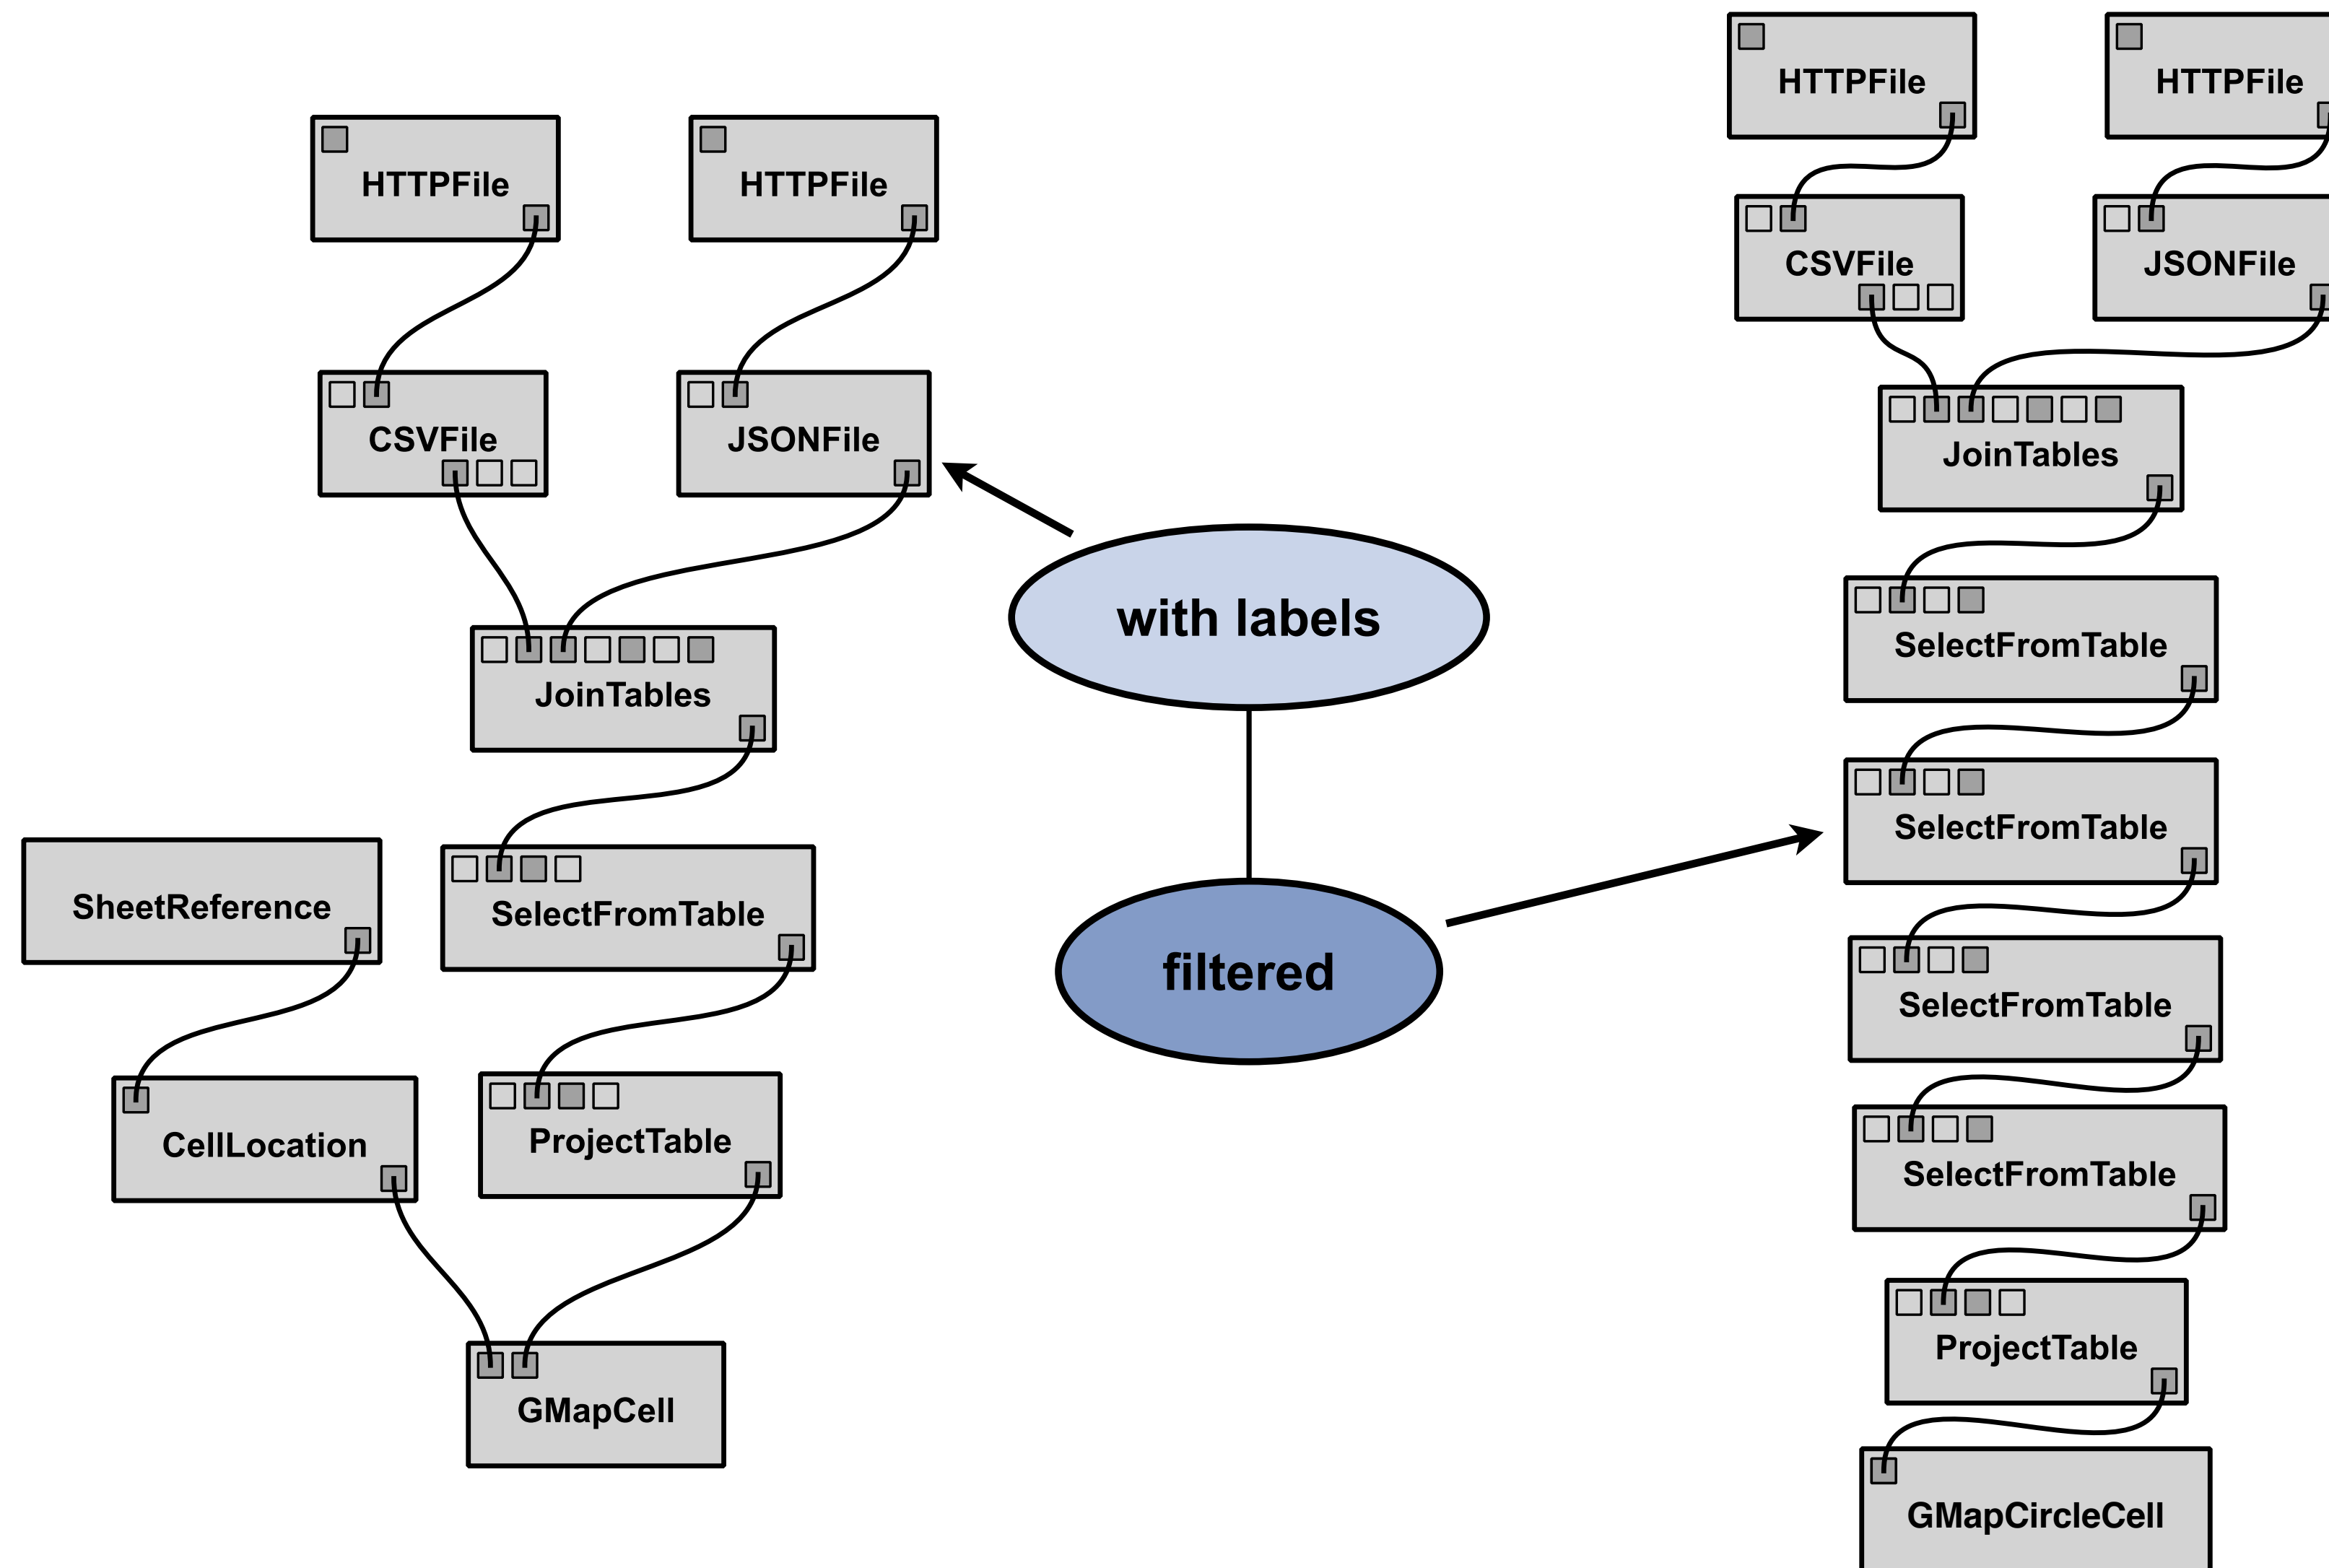 HTTPFile
HTTPFile
CSVFile
JSONFile
JoinTables
SheetReference
SelectFromTable
CellLocation
ProjectTable
GMapCell
with labels
filtered
HTTPFile
HTTPFile
CSVFile
JSONFile
JoinTables
SelectFromTable
SelectFromTable
SelectFromTable
SelectFromTable
ProjectTable
GMapCircleCell